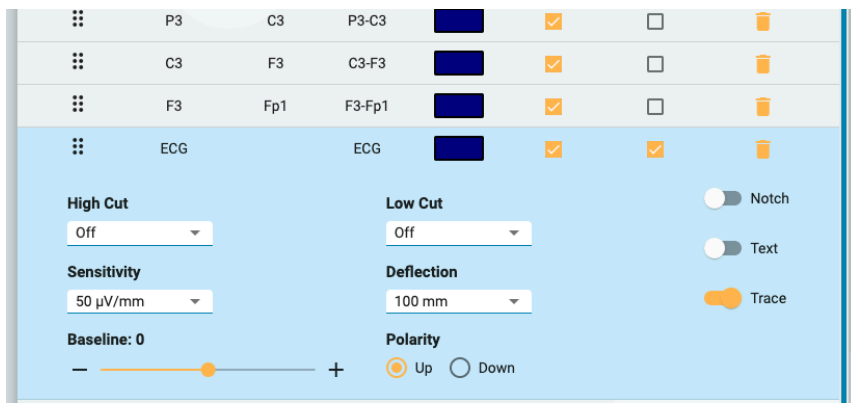 P3 C3 P3-C3
C3 F3 C3-F3
F3 Fp1 F3-Fp1
ECG ECG
High Cut Low Cut Notch
Off Off
Text
Sensitivity Deflection
50 µV/mm 100 mm Trace
Baseline: 0 Polarity
Up Down